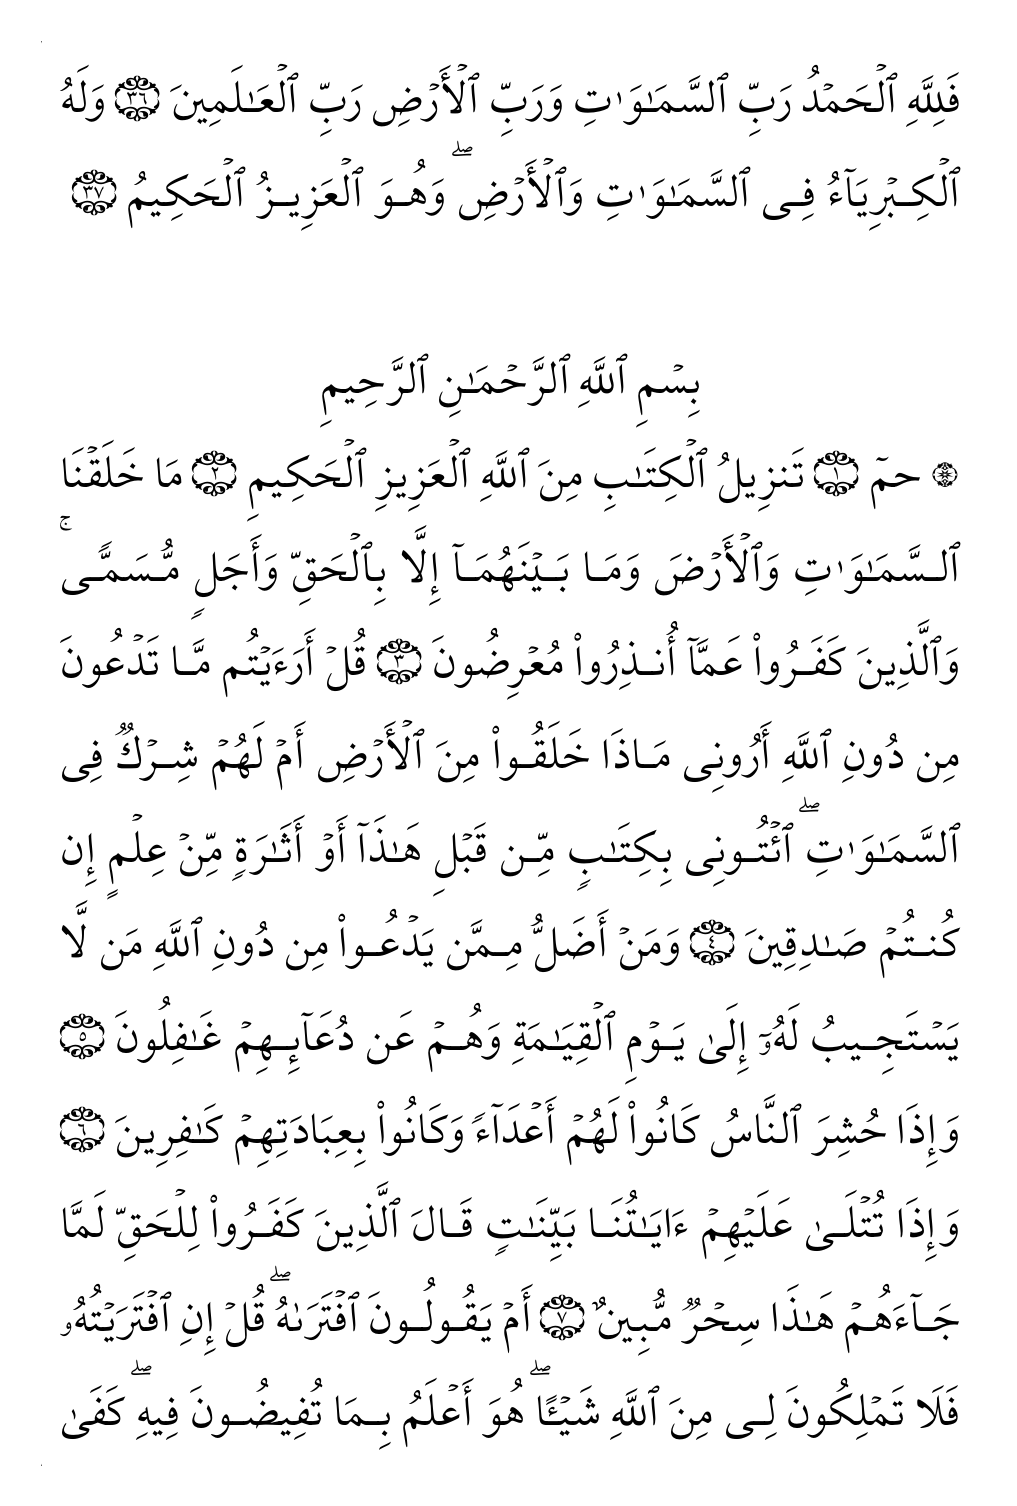 فَلِلَّهِ ٱلْحَمْدُ رَبِّ ٱلسَّمَـٰوَٰتِ وَرَبِّ ٱلْأَرْضِ رَبِّ ٱلْعَـٰلَمِينَ ٣٦ وَلَهُ
ٱلْكِبْرِيَآءُ فِى ٱلسَّمَـٰوَٰتِ وَٱلْأَرْضِ ۖ وَهُوَ ٱلْعَزِيزُ ٱلْحَكِيمُ ٣٧
بِسْمِ ٱللَّهِ ٱلرَّحْمَـٰنِ ٱلرَّحِيمِ
۞ حمٓ ١ تَنزِيلُ ٱلْكِتَـٰبِ مِنَ ٱللَّهِ ٱلْعَزِيزِ ٱلْحَكِيمِ ٢ مَا خَلَقْنَا
ٱلسَّمَـٰوَٰتِ وَٱلْأَرْضَ وَمَا بَيْنَهُمَآ إِلَّا بِٱلْحَقِّ وَأَجَلٍ مُّسَمًّى ۚ
وَٱلَّذِينَ كَفَرُوا۟ عَمَّآ أُنذِرُوا۟ مُعْرِضُونَ ٣ قُلْ أَرَءَيْتُم مَّا تَدْعُونَ
مِن دُونِ ٱللَّهِ أَرُونِى مَاذَا خَلَقُوا۟ مِنَ ٱلْأَرْضِ أَمْ لَهُمْ شِرْكٌ فِى
ٱلسَّمَـٰوَٰتِ ۖ ٱئْتُونِى بِكِتَـٰبٍ مِّن قَبْلِ هَـٰذَآ أَوْ أَثَـٰرَةٍ مِّنْ عِلْمٍ إِن
كُنتُمْ صَـٰدِقِينَ ٤ وَمَنْ أَضَلُّ مِمَّن يَدْعُوا۟ مِن دُونِ ٱللَّهِ مَن لَّا
يَسْتَجِيبُ لَهُۥٓ إِلَىٰ يَوْمِ ٱلْقِيَـٰمَةِ وَهُمْ عَن دُعَآئِهِمْ غَـٰفِلُونَ ٥
وَإِذَا حُشِرَ ٱلنَّاسُ كَانُوا۟ لَهُمْ أَعْدَآءً وَكَانُوا۟ بِعِبَادَتِهِمْ كَـٰفِرِينَ ٦
وَإِذَا تُتْلَىٰ عَلَيْهِمْ ءَايَـٰتُنَا بَيِّنَـٰتٍ قَالَ ٱلَّذِينَ كَفَرُوا۟ لِلْحَقِّ لَمَّا
جَآءَهُمْ هَـٰذَا سِحْرٌ مُّبِينٌ ٧ أَمْ يَقُولُونَ ٱفْتَرَىٰهُ ۖ قُلْ إِنِ ٱفْتَرَيْتُهُۥ
فَلَا تَمْلِكُونَ لِى مِنَ ٱللَّهِ شَيْـًٔا ۖ هُوَ أَعْلَمُ بِمَا تُفِيضُونَ فِيهِ ۖ كَفَىٰ